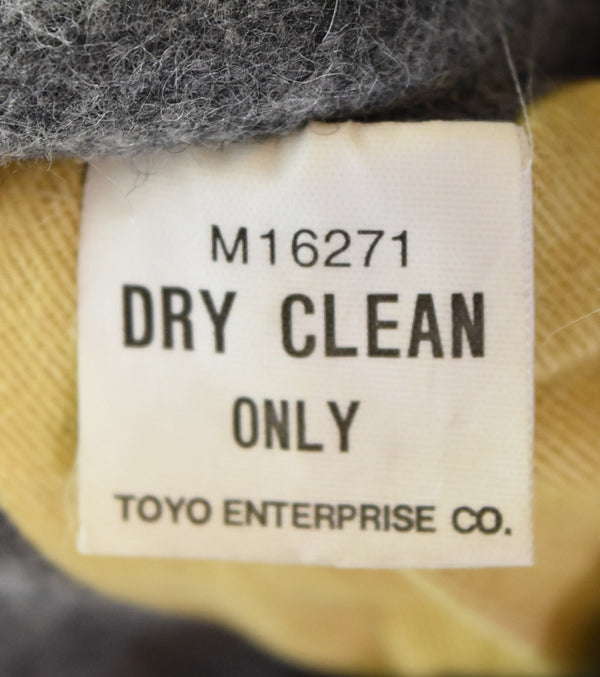 M16271
DRY CLEAN
ONLY
TOYO ENTERPRISE CO.